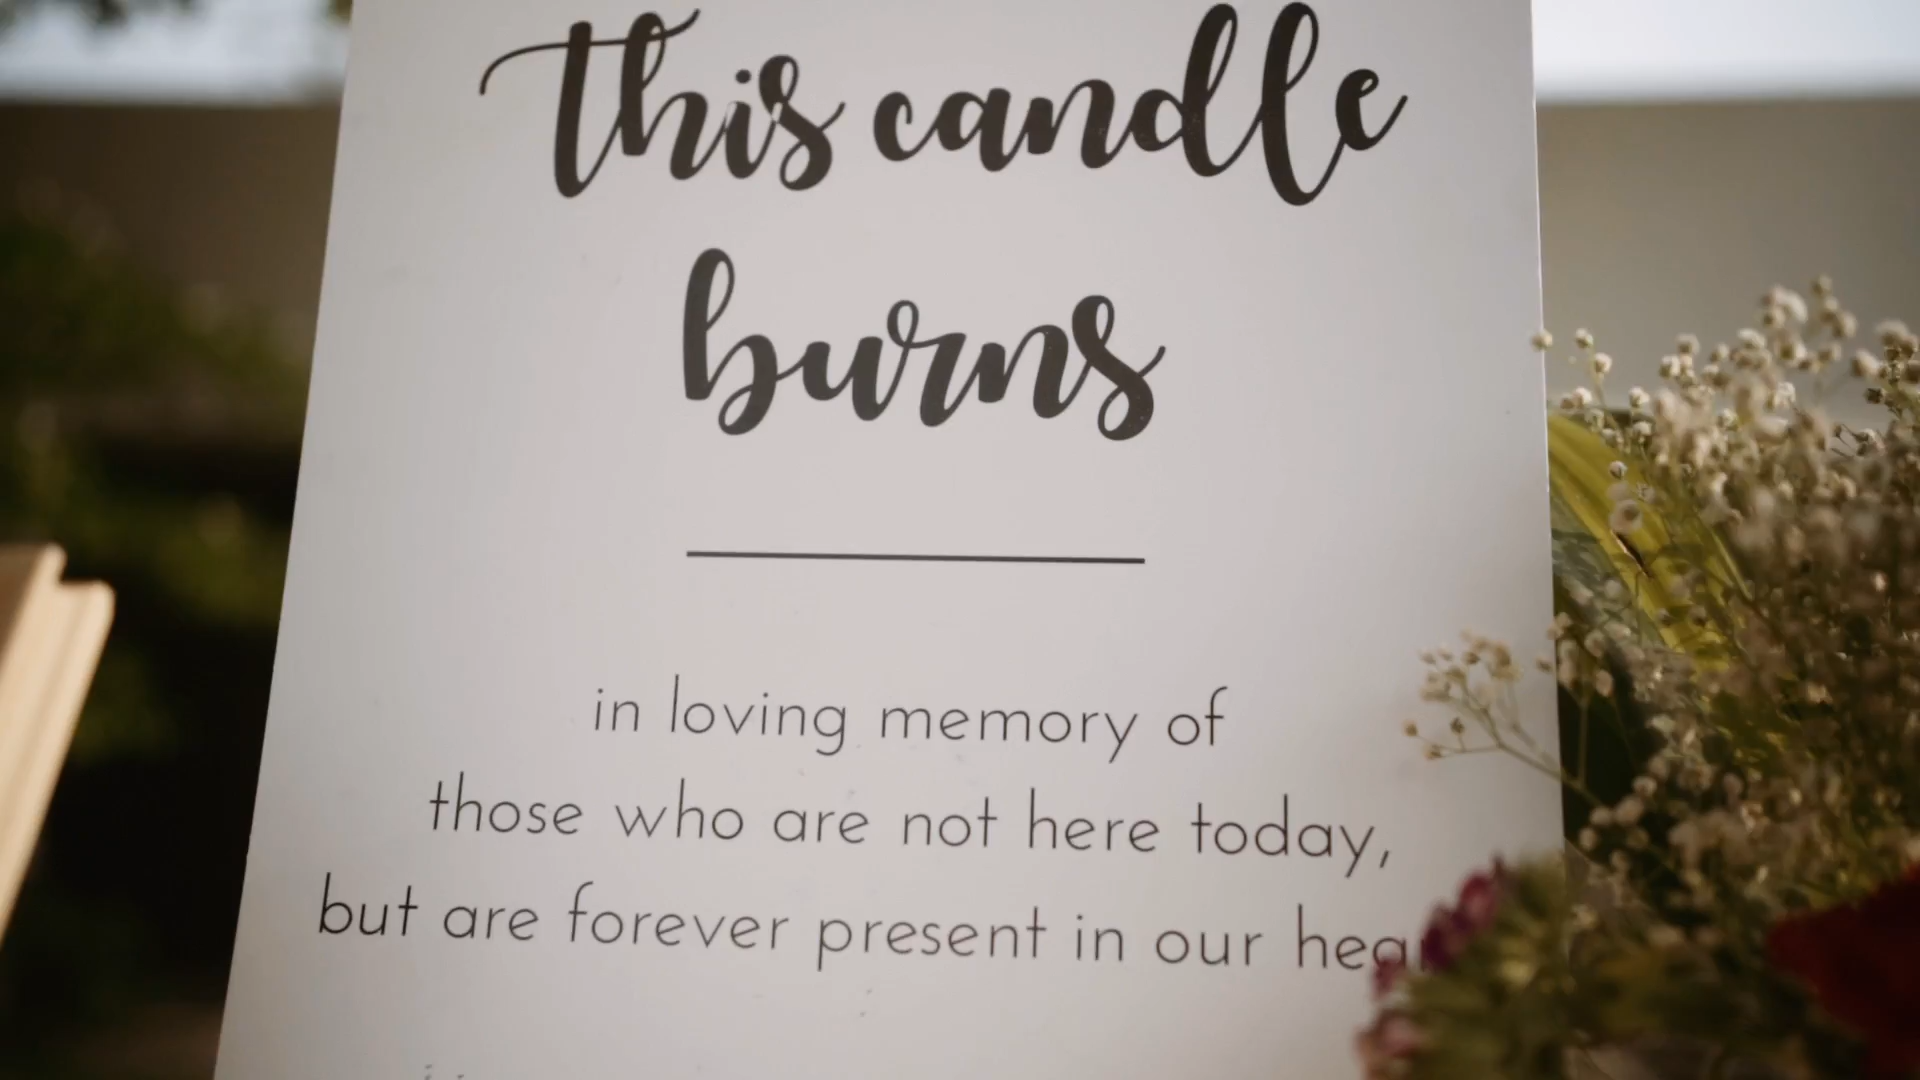 this candle
burns
in loving memory of
those who are not here today,
but are forever present in our